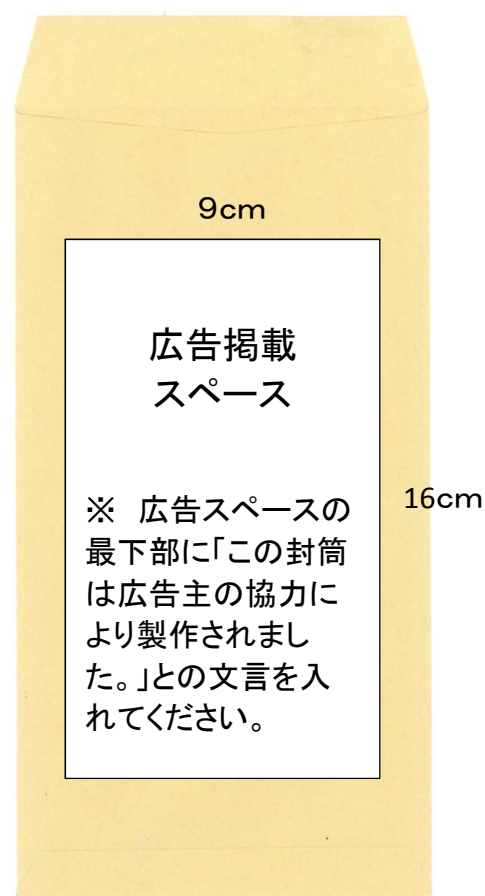 9cm
広告掲載
スペース
16cm
※　広告スペースの
最下部に「この封筒
は広告主の協力に
より製作されまし
た。」との文言を入
れてください。